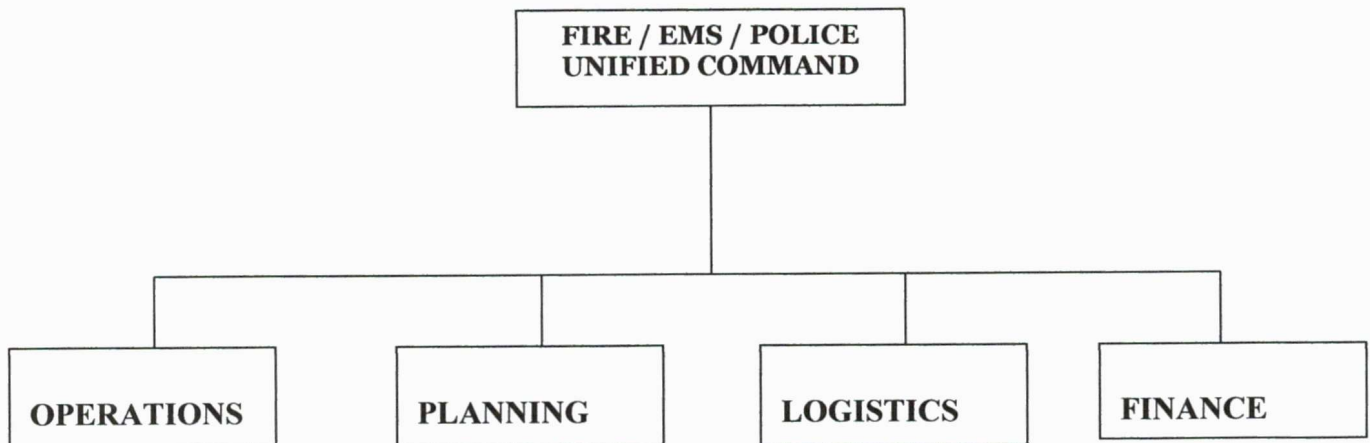 FIRE / EMS / POLICE
UNIFIED COMMAND
OPERATIONS
PLANNING
LOGISTICS
FINANCE